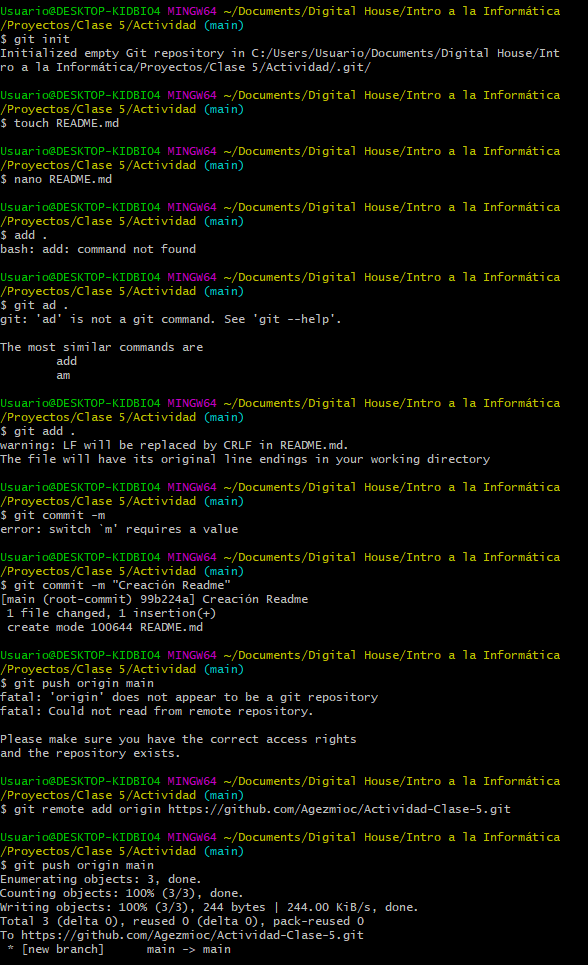 Usuario@DESKTOP-KIDBIO4 MINGW64 ~/Documents/Digital House/Intro a la Informática
/Proyectos/Clase 5/Actividad (main)
$ git init
Initialized empty Git repository in C:/Users/Usuario/Documents/Digital House/Int
ro a la Informática/Proyectos/Clase 5/Actividad/.git/
Usuario@DESKTOP-KIDBIO4 MINGW64 ~/Documents/Digital House/Intro a la Informática
/Proyectos/Clase 5/Actividad (main)
$ touch README.md
Usuario@DESKTOP-KIDBIO4 MINGW64 ~/Documents/Digital House/Intro a la Informática
/Proyectos/Clase 5/Actividad (main)
$ nano README.md
Usuario@DESKTOP-KIDBIO4 MINGW64 ~/Documents/Digital House/Intro a la Informática
/Proyectos/Clase 5/Actividad (main)
$ add .
bash: add: command not found
Usuario@DESKTOP-KIDBIO4 MINGW64 ~/Documents/Digital House/Intro a la Informática
/Proyectos/Clase 5/Actividad (main)
$ git ad .
git: 'ad' is not a git command. See 'git --help'.
The most similar commands are
add
am
Usuario@DESKTOP-KIDBIO4 MINGW64 ~/Documents/Digital House/Intro a la Informática
/Proyectos/Clase 5/Actividad (main)
$ git add .
warning: LF will be replaced by CRLF in README.md.
The file will have its original line endings in your working directory
Usuario@DESKTOP-KIDBIO4 MINGW64 ~/Documents/Digital House/Intro a la Informática
/Proyectos/Clase 5/Actividad (main)
$ git commit -m
error: switch `m' requires a value
Usuario@DESKTOP-KIDBIO4 MINGW64 ~/Documents/Digital House/Intro a la Informática
/Proyectos/Clase 5/Actividad (main)
$ git commit -m "Creación Readme"
[main (root-commit) 99b224a] Creación Readme
1 file changed, 1 insertion(+)
create mode 100644 README.md
Usuario@DESKTOP-KIDBIO4 MINGW64 ~/Documents/Digital House/Intro a la Informática
/Proyectos/Clase 5/Actividad (main)
$ git push origin main
fatal: 'origin' does not appear to be a git repository
fatal: Could not read from remote repository.
Please make sure you have the correct access rights
and the repository exists.
Usuario@DESKTOP-KIDBIO4 MINGW64 ~/Documents/Digital House/Intro a la Informática
/Proyectos/Clase 5/Actividad (main)
$ git remote add origin https://github.com/Agezmioc/Actividad-Clase-5.git
Usuario@DESKTOP-KIDBIO4 MINGW64 ~/Documents/Digital House/Intro a la Informática
/Proyectos/Clase 5/Actividad (main)
$ git push origin main
Enumerating objects: 3, done.
Counting objects: 100% (3/3), done.
Writing objects: 100% (3/3), 244 bytes | 244.00 KiB/s, done.
Total 3 (delta 0), reused 0 (delta 0), pack-reused 0
To https://github.com/Agezmioc/Actividad-Clase-5.git
* [new branch] main -> main